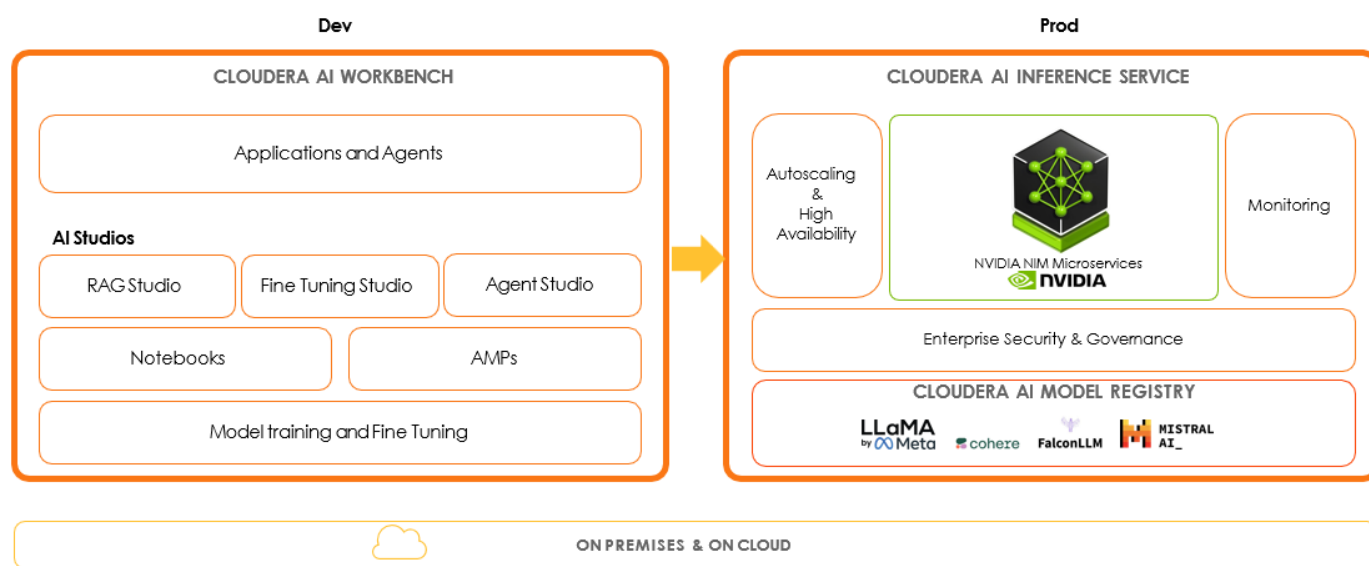 Dev
Prod
CLOUDERA AI WORKBENCH
Applications and Agents
AI Studios
RAG Studio
Fine Tuning Studio
Agent Studio
Notebooks
AMPs
Model training and Fine Tuning
CLOUDERA AI INFERENCE SERVICE
Autoscaling
&
High
Availability
NVIDIA NIM Microservices
NVIDIA
Monitoring
Enterprise Security & Governance
CLOUDERA AI MODEL REGISTRY
LLaMA
by Meta
cohere
FalconLLM
MISTRAL
AI_
ON PREMISES & ON CLOUD